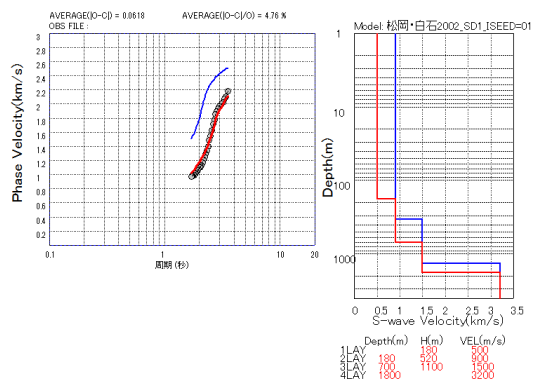 AVERAGE(|O-C|) = 0.0618 AVERAGE(|O-C|/O) = 4.76 %
OBS FILE :
3
2.8
2.6
2.4
2.2
2
1.8
1.6
1.4
1.2
1
0.8
0.6
0.4
0.2
Phase Velocity(km/s)
0.1 1 10 20
周期(秒)
Model: 松岡・白石2002_SD1_ISEED=01
1
10
100
1000
Depth(m)
0 0.5 1 1.5 2 2.5 3 3.5
S-wave Velocity(km/s)
Depth(m) H(m) VEL(m/s)
1LAY 180 500
2LAY 180 520 900
3LAY 700 1100 1500
4LAY 1800 3200